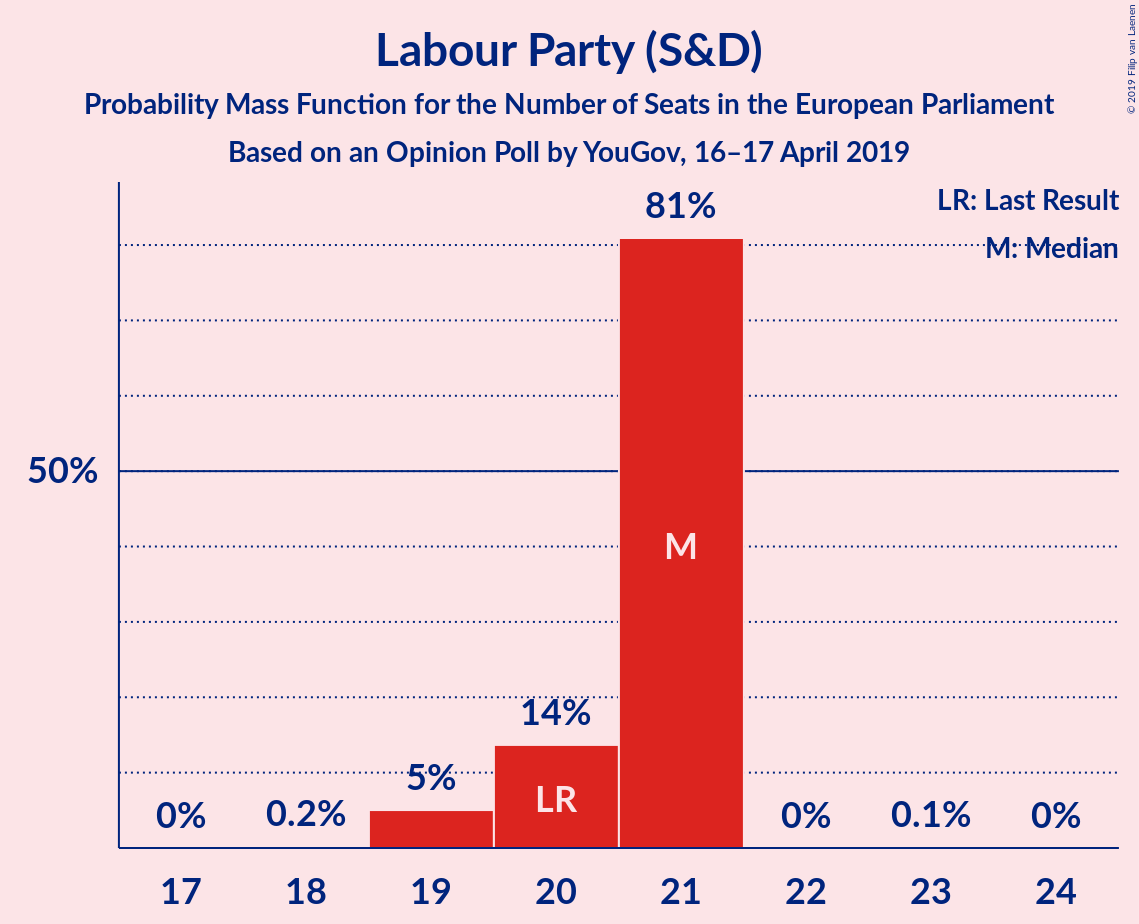 Labour Party (S&D)
Probability Mass Function for the Number of Seats in the European Parliament
Based on an Opinion Poll by YouGov, 16–17 April 2019
© 2019 Filip van Laenen
LR: Last Result
M: Median
50%
0%
0.2%
5%
14%
81%
0%
0.1%
0%
LR
M
17
18
19
20
21
22
23
24